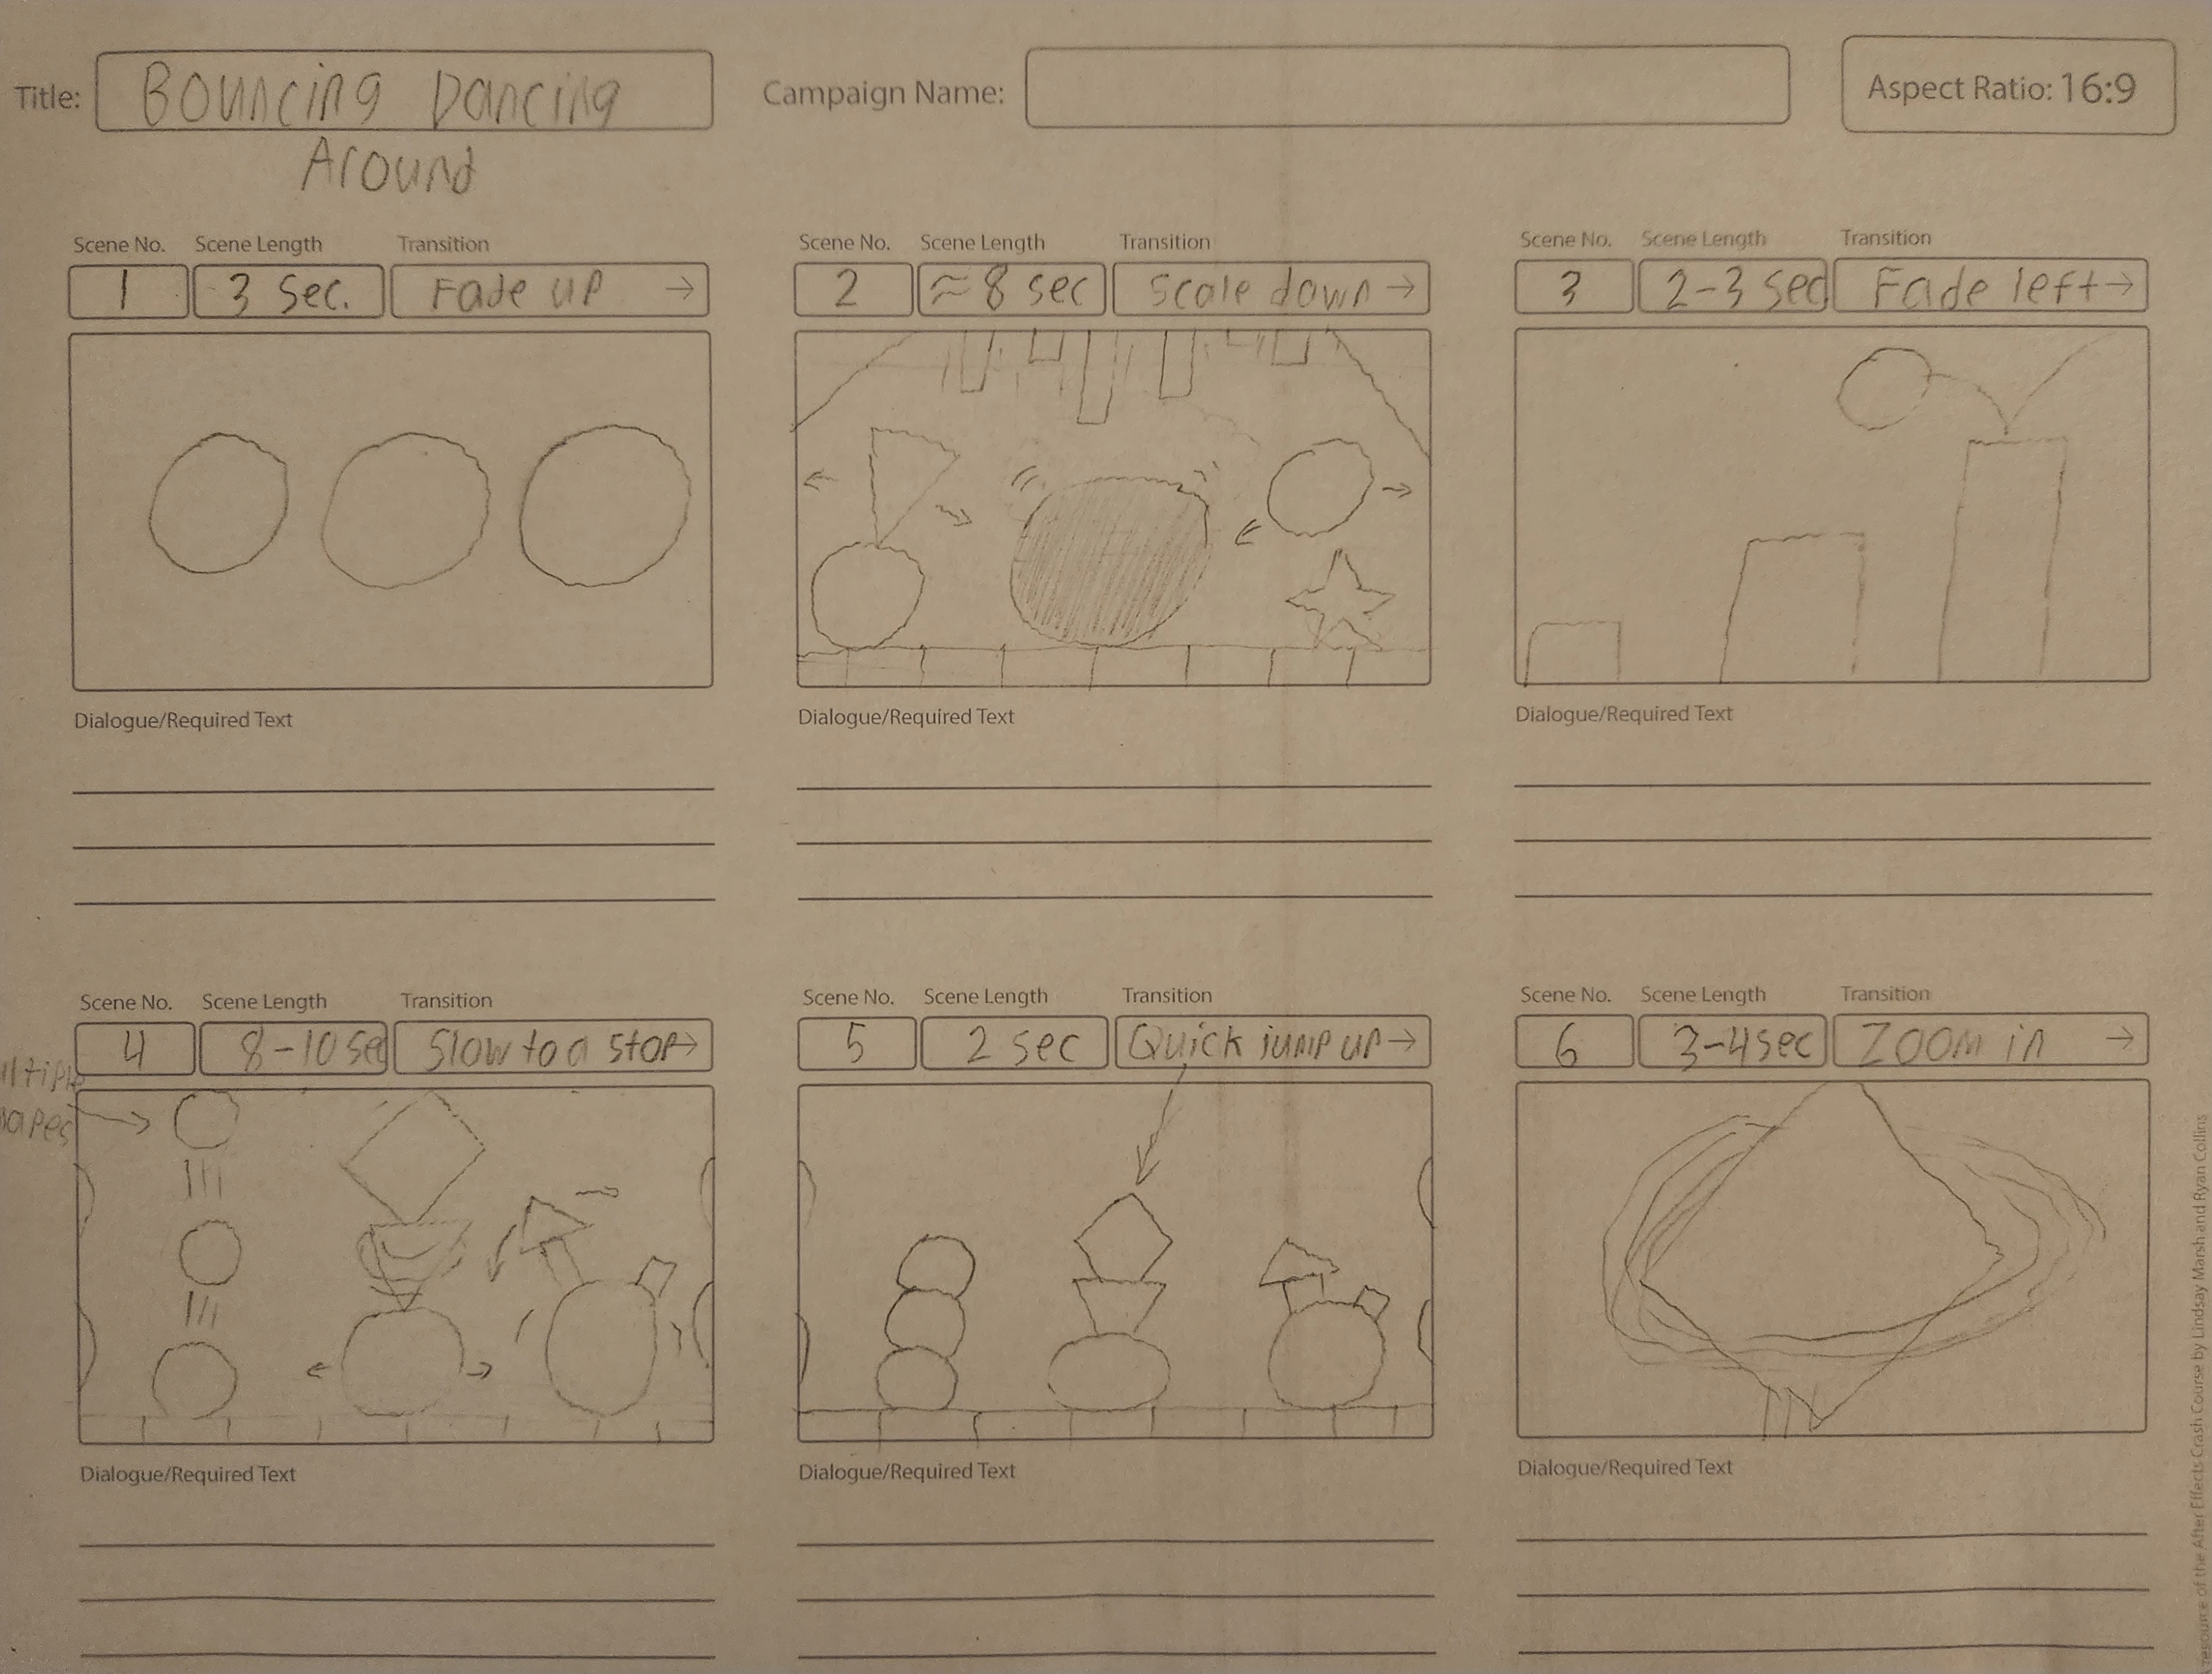 Title: Bouncing Dancing
Around
Campaign Name:
Aspect Ratio: 16:9
Scene No. Scene Length Transition
1 3 sec. Fade up →
Dialogue/Required Text
Scene No. Scene Length Transition
2 ≈8 sec Scale down →
Dialogue/Required Text
Scene No. Scene Length Transition
3 2-3 sec Fade left →
Dialogue/Required Text
Scene No. Scene Length Transition
4 8-10 sec Slow to a stop →
Dialogue/Required Text
Scene No. Scene Length Transition
5 2 sec Quick jump up →
Dialogue/Required Text
Scene No. Scene Length Transition
6 3-4 sec Zoom in →
Dialogue/Required Text
of the After Effects Crash Course by Lindsay Marsh and Ryan Collins